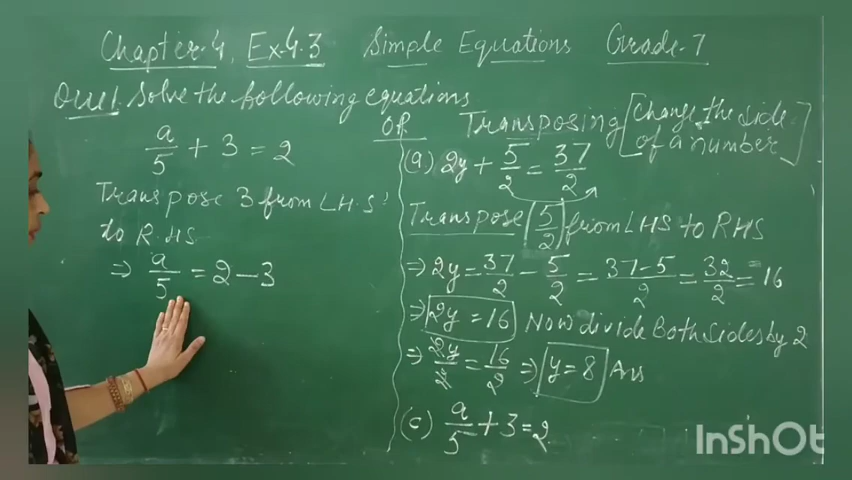 Chapter-4, Ex-4.3 Simple Equations Grade-7
Que1. Solve the following equations
a/5 + 3 = 2
Transpose 3 from L.H.S
to R.HS
⇒ a/5 = 2 - 3
OR Transposing [Change the side of a number]
(a) 2y + 5/2 = 37/2
Transpose (5/2) from LHS to RHS
⇒ 2y = 37/2 - 5/2 = 37-5/2 = 32/2 = 16
⇒ 2y = 16 Now divide Both sides by 2
⇒ 2y/2 = 16/2 ⇒ y = 8 Ans
(c) a/5 + 3 = 2
InShOt